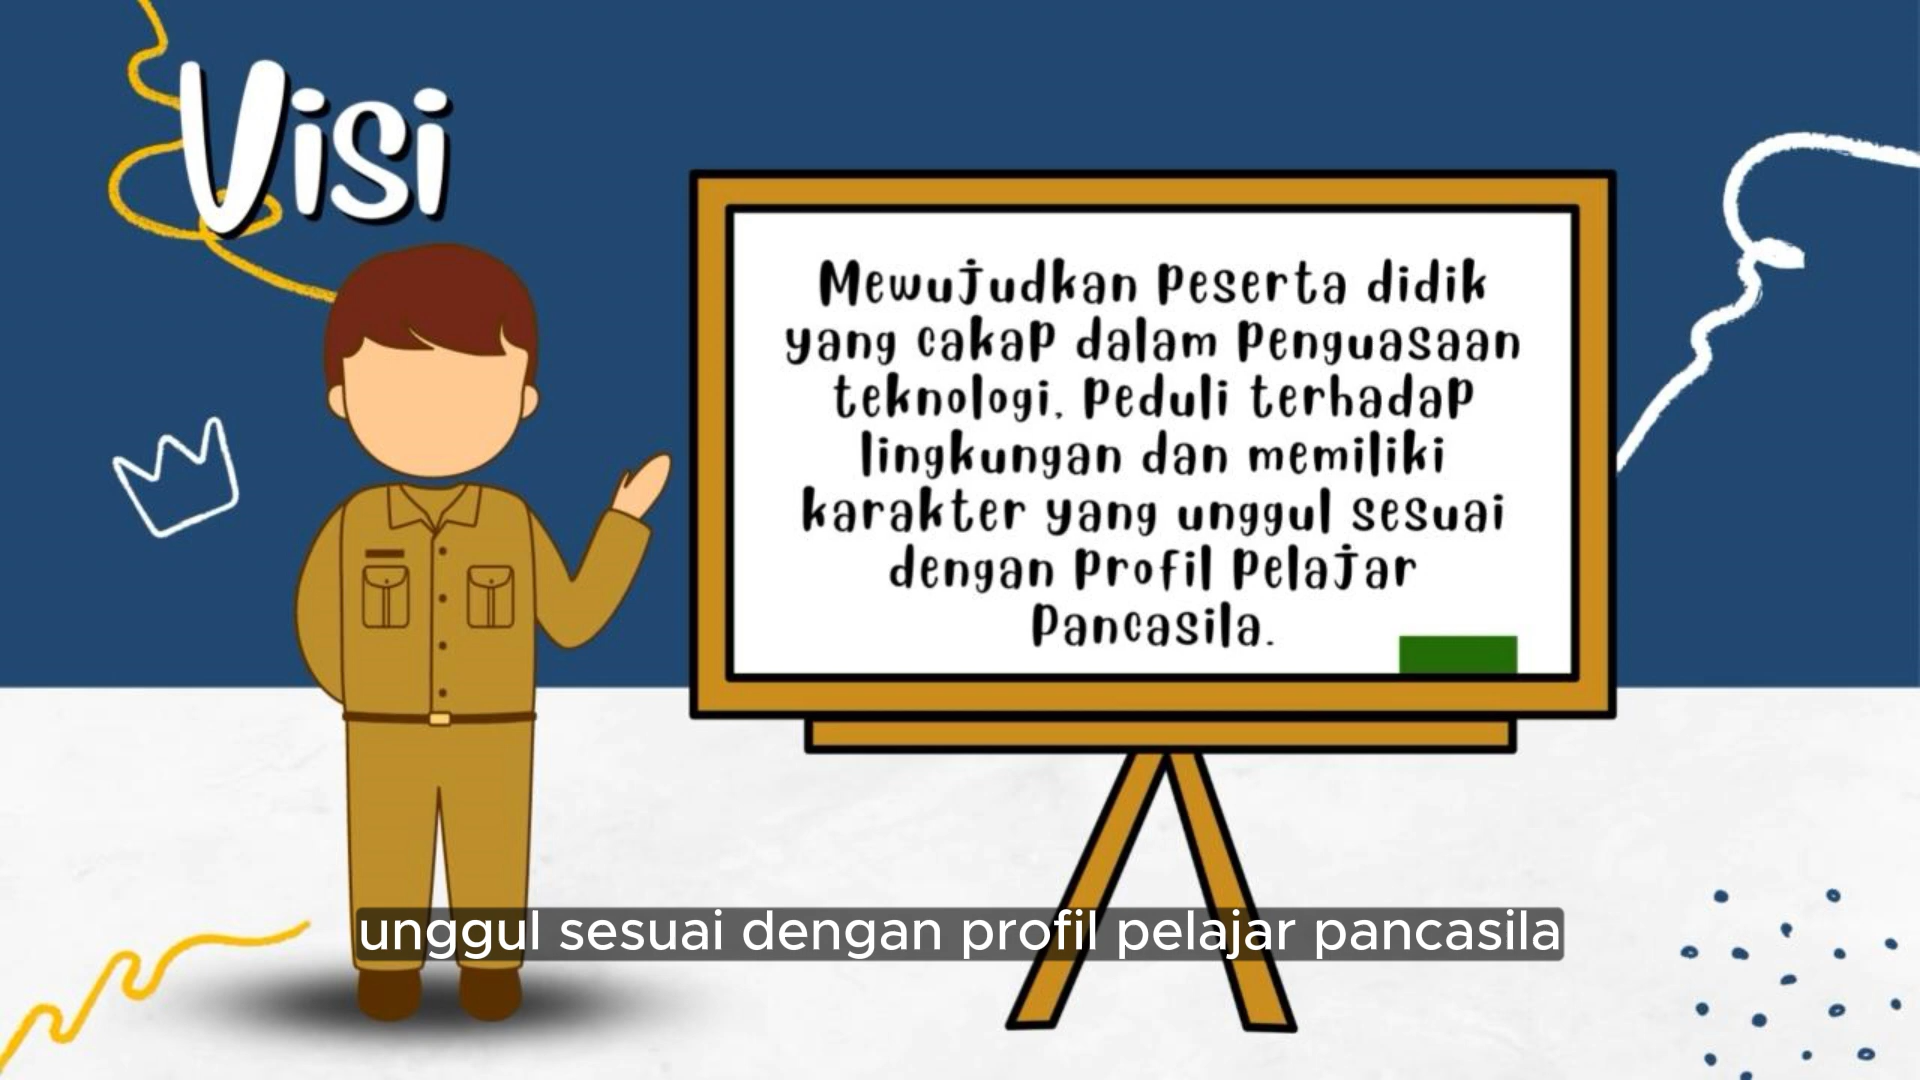 Visi
Mewujudkan Peserta didik
yang cakap dalam Penguasaan
teknologi, Peduli terhadap
lingkungan dan memiliki
karakter yang unggul sesuai
dengan Profil Pelajar
Pancasila.
unggul sesuai dengan profil pelajar pancasila